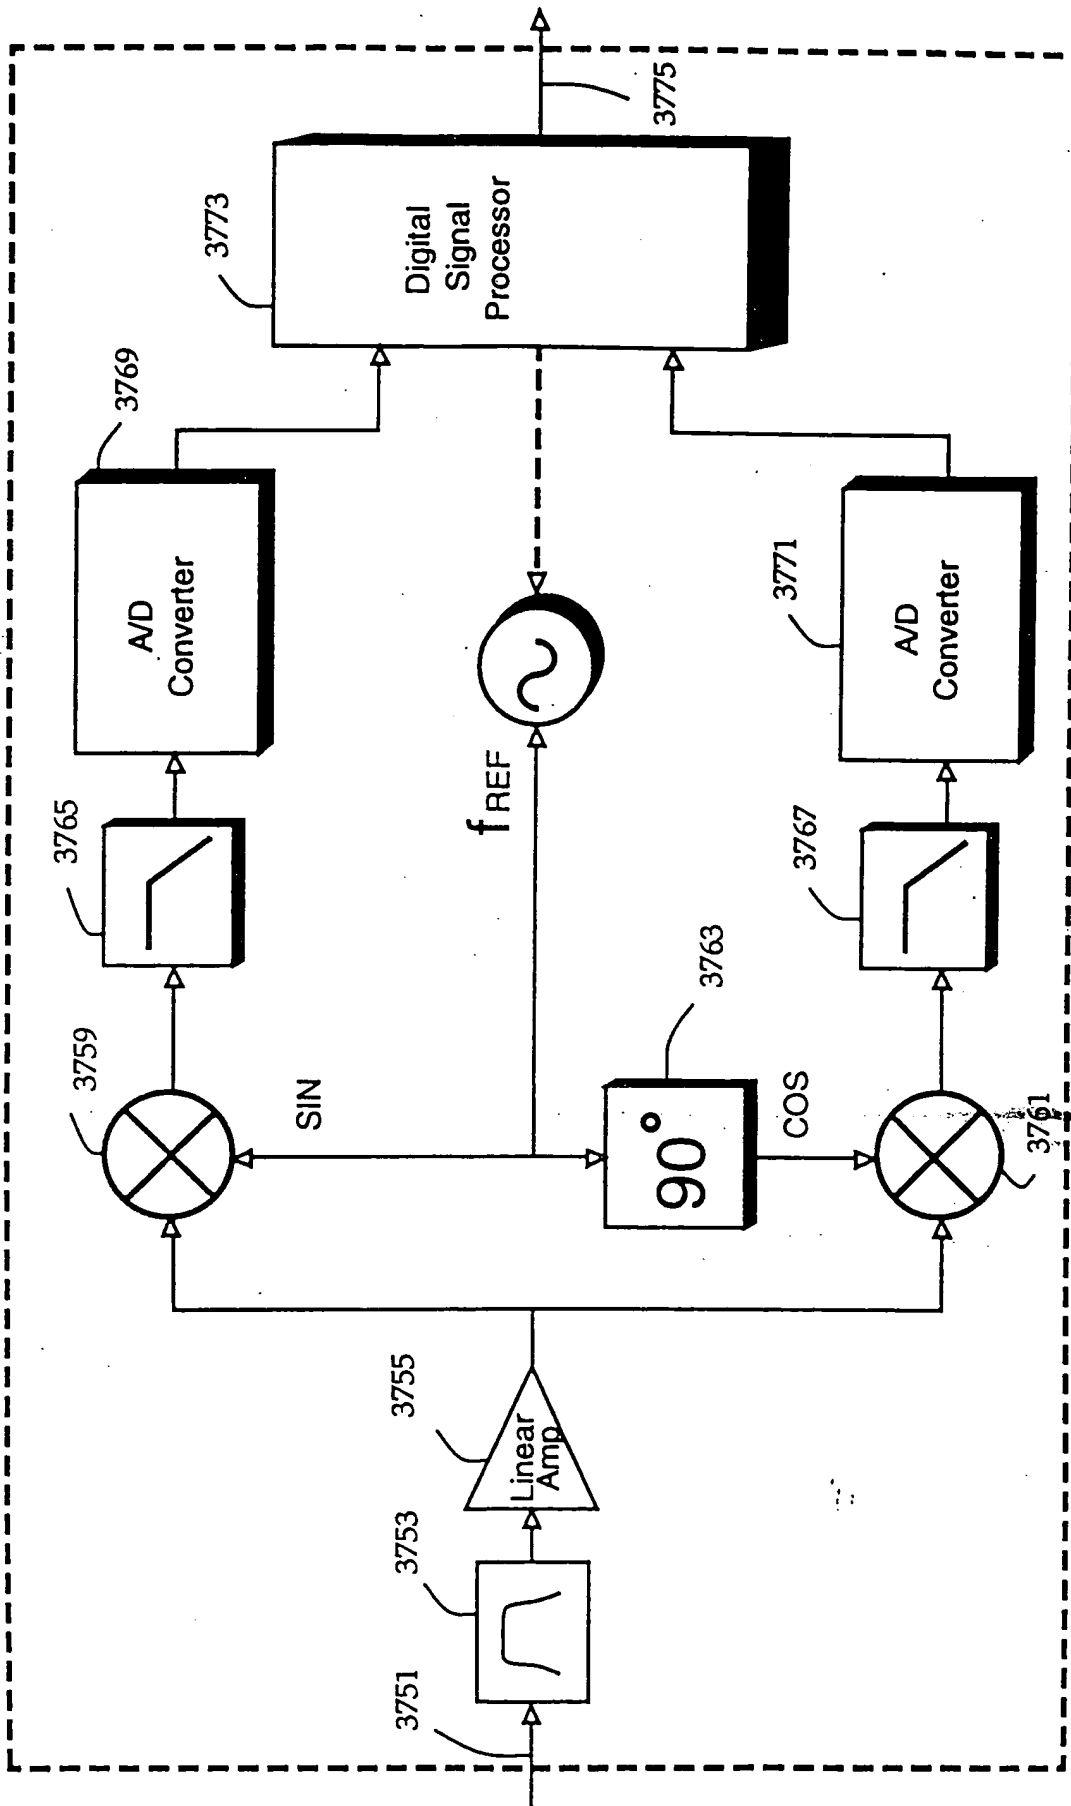 3751
3753
3755
Linear
Amp
3759
SIN
90°
3763
COS
3761
3765
fREF
3767
3769
A/D
Converter
3771
A/D
Converter
3773
Digital
Signal
Processor
3775